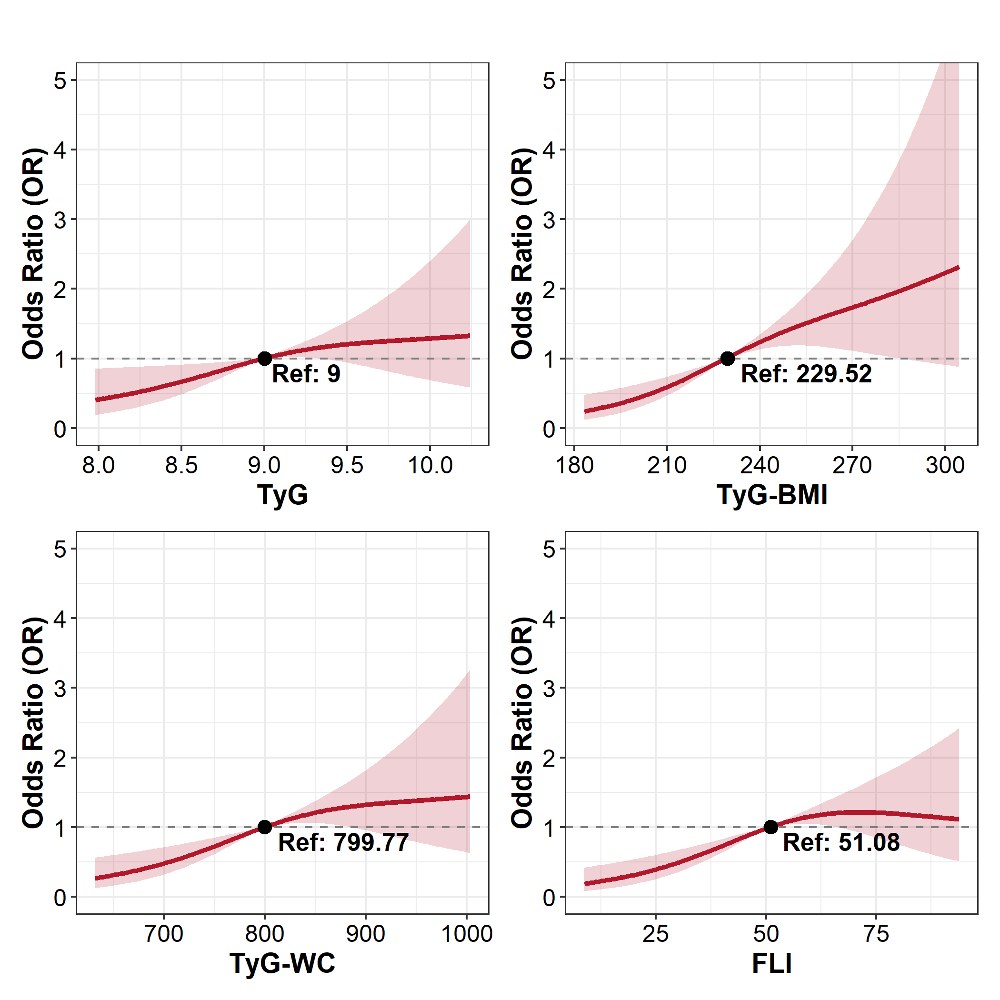 Odds Ratio (OR)
5
4
3
2
1
0
Ref: 9
8.0 8.5 9.0 9.5 10.0
TyG
Odds Ratio (OR)
5
4
3
2
1
0
Ref: 229.52
180 210 240 270 300
TyG-BMI
Odds Ratio (OR)
5
4
3
2
1
0
Ref: 799.77
700 800 900 1000
TyG-WC
Odds Ratio (OR)
5
4
3
2
1
0
Ref: 51.08
25 50 75
FLI